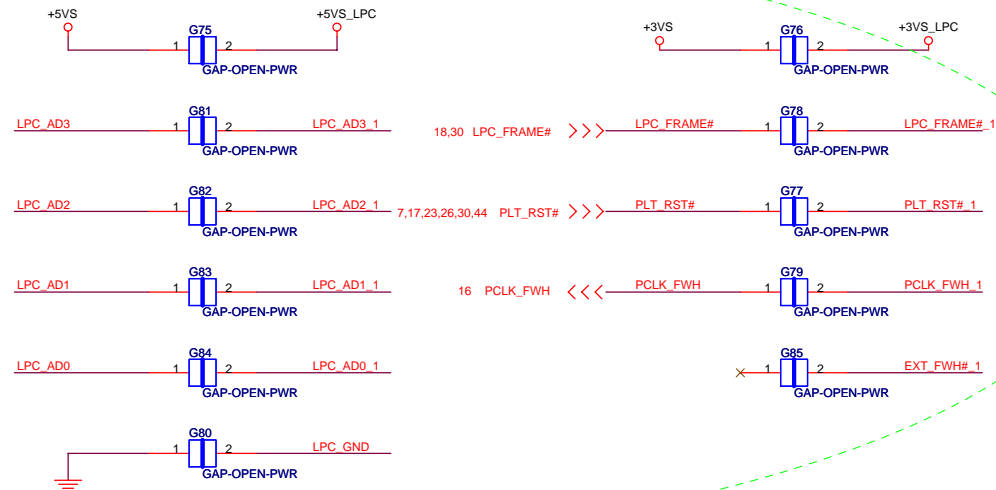 +5VS +5VS_LPC +3VS +3VS_LPC
G75 G76
1 2 1 2
GAP-OPEN-PWR GAP-OPEN-PWR
G81 G78
LPC_AD3 1 2 LPC_AD3_1 18,30 LPC_FRAME# LPC_FRAME# 1 2 LPC_FRAME#_1
GAP-OPEN-PWR GAP-OPEN-PWR
G82 G77
LPC_AD2 1 2 LPC_AD2_1 7,17,23,26,30,44 PLT_RST# PLT_RST# 1 2 PLT_RST#_1
GAP-OPEN-PWR GAP-OPEN-PWR
G83 G79
LPC_AD1 1 2 LPC_AD1_1 16 PCLK_FWH PCLK_FWH 1 2 PCLK_FWH_1
GAP-OPEN-PWR GAP-OPEN-PWR
G84 G85
LPC_AD0 1 2 LPC_AD0_1 1 2 EXT_FWH#_1
GAP-OPEN-PWR GAP-OPEN-PWR
G80
1 2 LPC_GND
GAP-OPEN-PWR